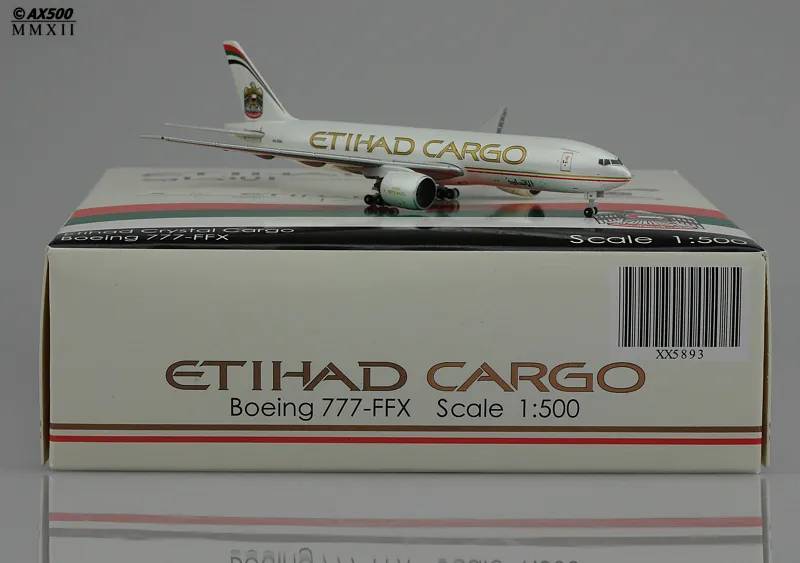 © AX500
MMXII
ETIHAD CARGO
Etihad Crystal Cargo
Boeing 777-FFX
Scale 1:500
XX5893
ETIHAD CARGO
Boeing 777-FFX Scale 1:500